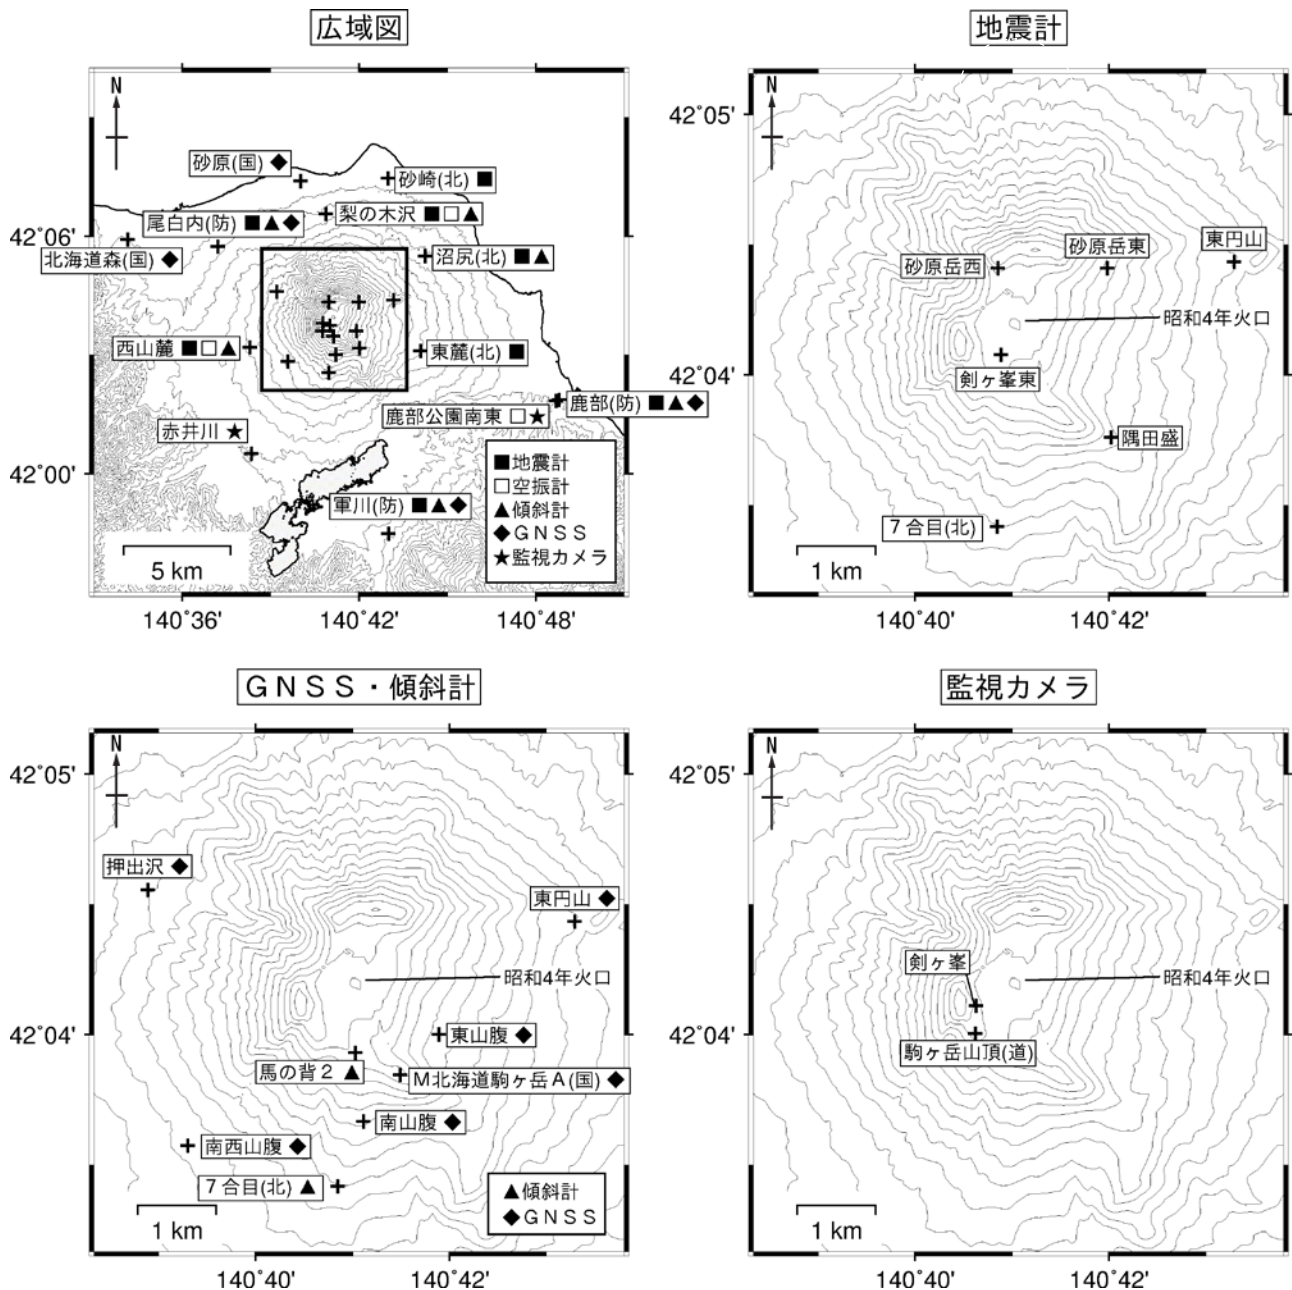 広域図
N
砂原(国) ◆
砂崎(北) ■
尾白内(防) ■▲◆
梨の木沢 ■□▲
42˚06'
北海道森(国) ◆
沼尻(北) ■▲
西山麓 ■□▲
東麓(北) ■
鹿部(防) ■▲◆
鹿部公園南東 □★
赤井川 ★
42˚00'
軍川(防) ■▲◆
■地震計
□空振計
▲傾斜計
◆GNSS
★監視カメラ
5 km
140˚36'
140˚42'
140˚48'
地震計
N
42˚05'
東円山
砂原岳東
砂原岳西
昭和4年火口
42˚04'
剣ヶ峯東
隅田盛
7合目(北)
1 km
140˚40'
140˚42'
GNSS・傾斜計
N
42˚05'
押出沢 ◆
東円山 ◆
昭和4年火口
42˚04'
東山腹 ◆
馬の背2 ▲
M北海道駒ヶ岳A(国) ◆
南山腹 ◆
南西山腹 ◆
7合目(北) ▲
▲傾斜計
◆GNSS
1 km
140˚40'
140˚42'
監視カメラ
N
42˚05'
剣ヶ峯
昭和4年火口
42˚04'
駒ヶ岳山頂(道)
1 km
140˚40'
140˚42'